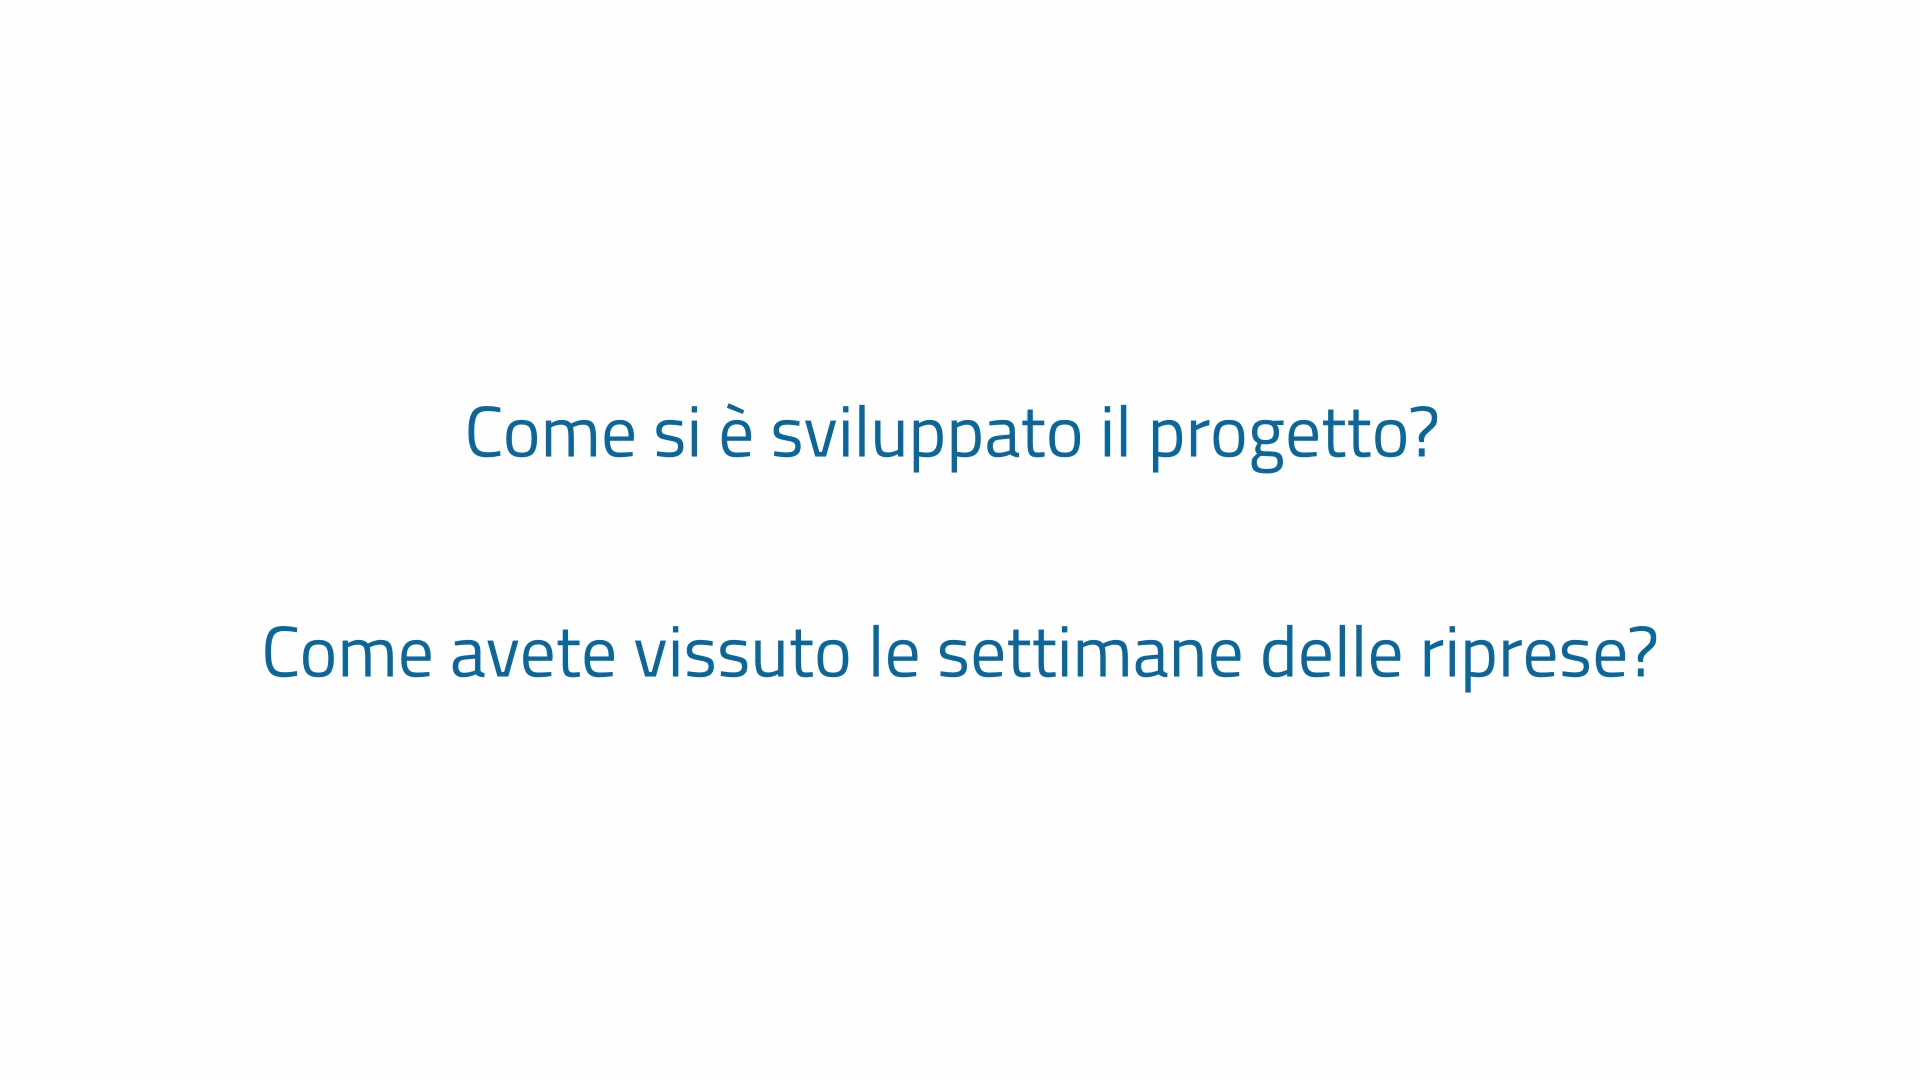 Come si è sviluppato il progetto?
Come avete vissuto le settimane delle riprese?